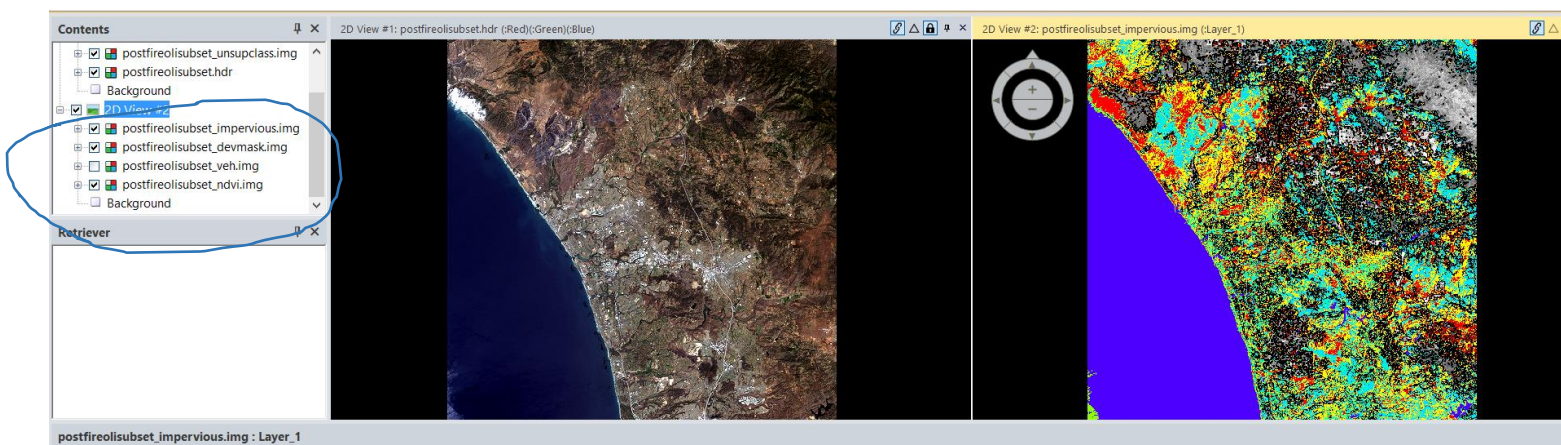 Contents
2D View #1: postfireolisubset.hdr (:Red)(:Green)(:Blue)
2D View #2: postfireolisubset_impervious.img (:Layer_1)
postfireolisubset_unsupclass.img
postfireolisubset.hdr
Background
2D View #2
postfireolisubset_impervious.img
postfireolisubset_devmask.img
postfireolisubset_veh.img
postfireolisubset_ndvi.img
Background
Retriever
postfireolisubset_impervious.img : Layer_1